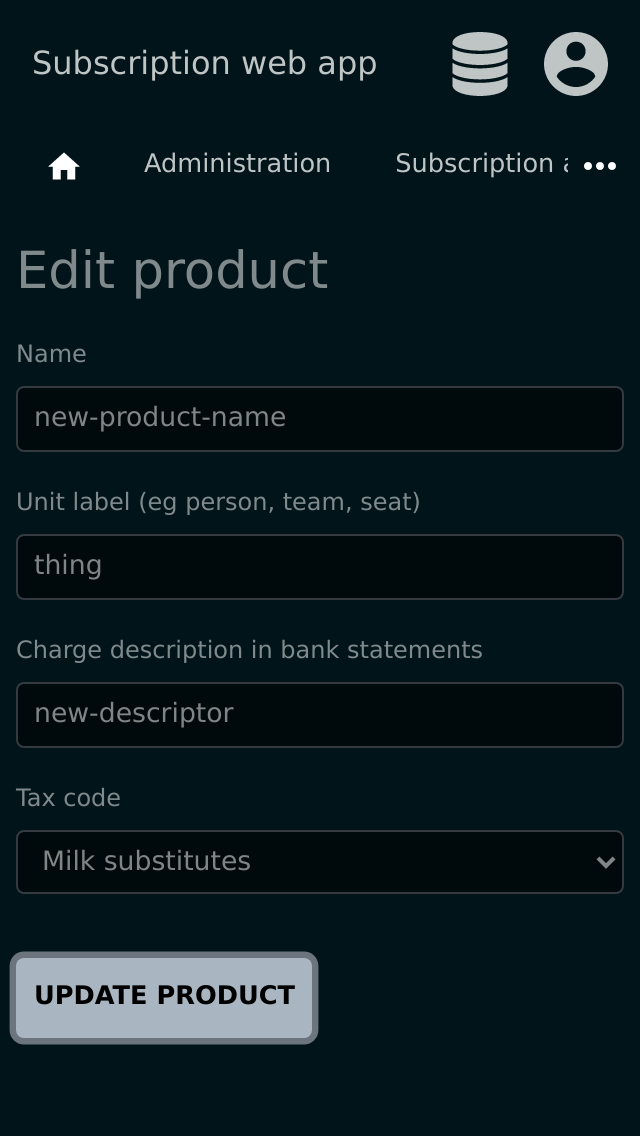 Subscription web app
Administration
Subscription
Edit product
Name
new-product-name
Unit label (eg person, team, seat)
thing
Charge description in bank statements
new-descriptor
Tax code
Milk substitutes
UPDATE PRODUCT